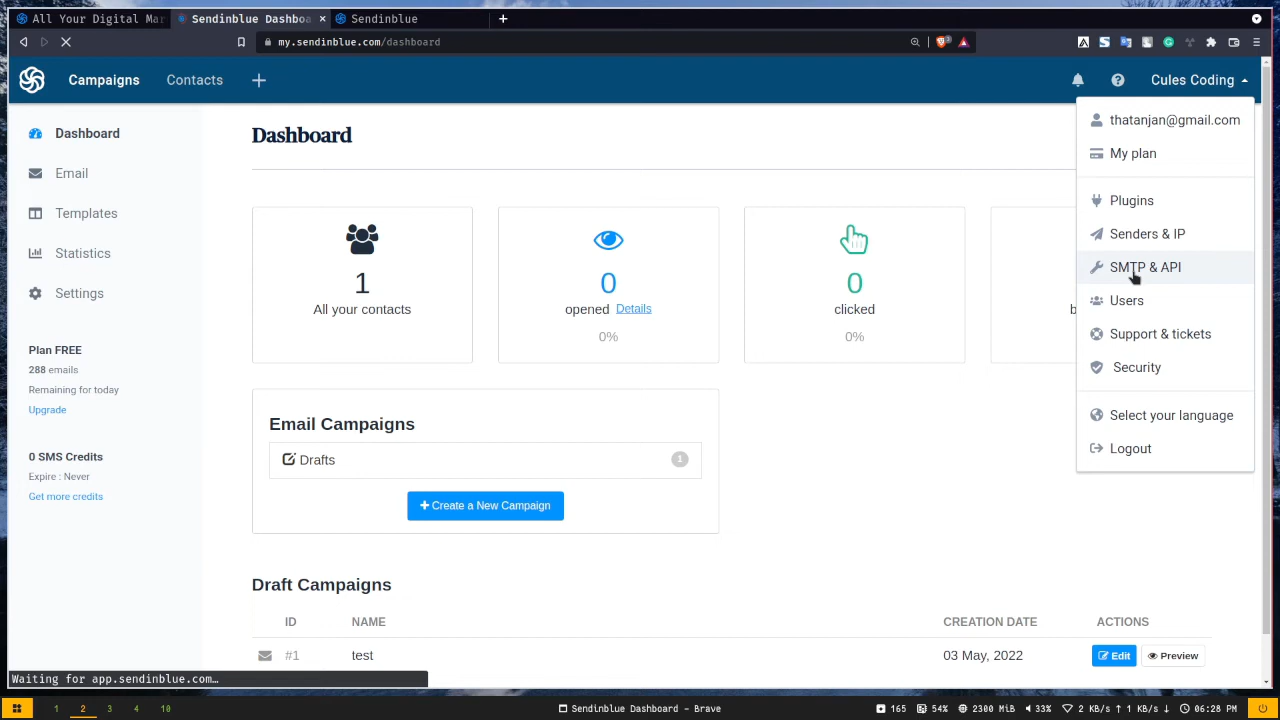 All Your Digital Mar
Sendinblue Dashboa
Sendinblue
my.sendinblue.com/dashboard
Campaigns
Contacts
Cules Coding
Dashboard
Email
Templates
Statistics
Settings
Plan FREE
288 emails
Remaining for today
Upgrade
0 SMS Credits
Expire : Never
Get more credits
Dashboard
1
All your contacts
0
opened Details
0%
0
clicked
0%
b
thatanjan@gmail.com
My plan
Plugins
Senders & IP
SMTP & API
Users
Support & tickets
Security
Select your language
Logout
Email Campaigns
Drafts
1
Create a New Campaign
Draft Campaigns
ID NAME CREATION DATE ACTIONS
#1 test 03 May, 2022 Edit Preview
Waiting for app.sendinblue.com…
1 2 3 4 10
Sendinblue Dashboard - Brave
165 54% 2300 MiB 33% 2 KB/s ↑ 1 KB/s ↓ 06:28 PM